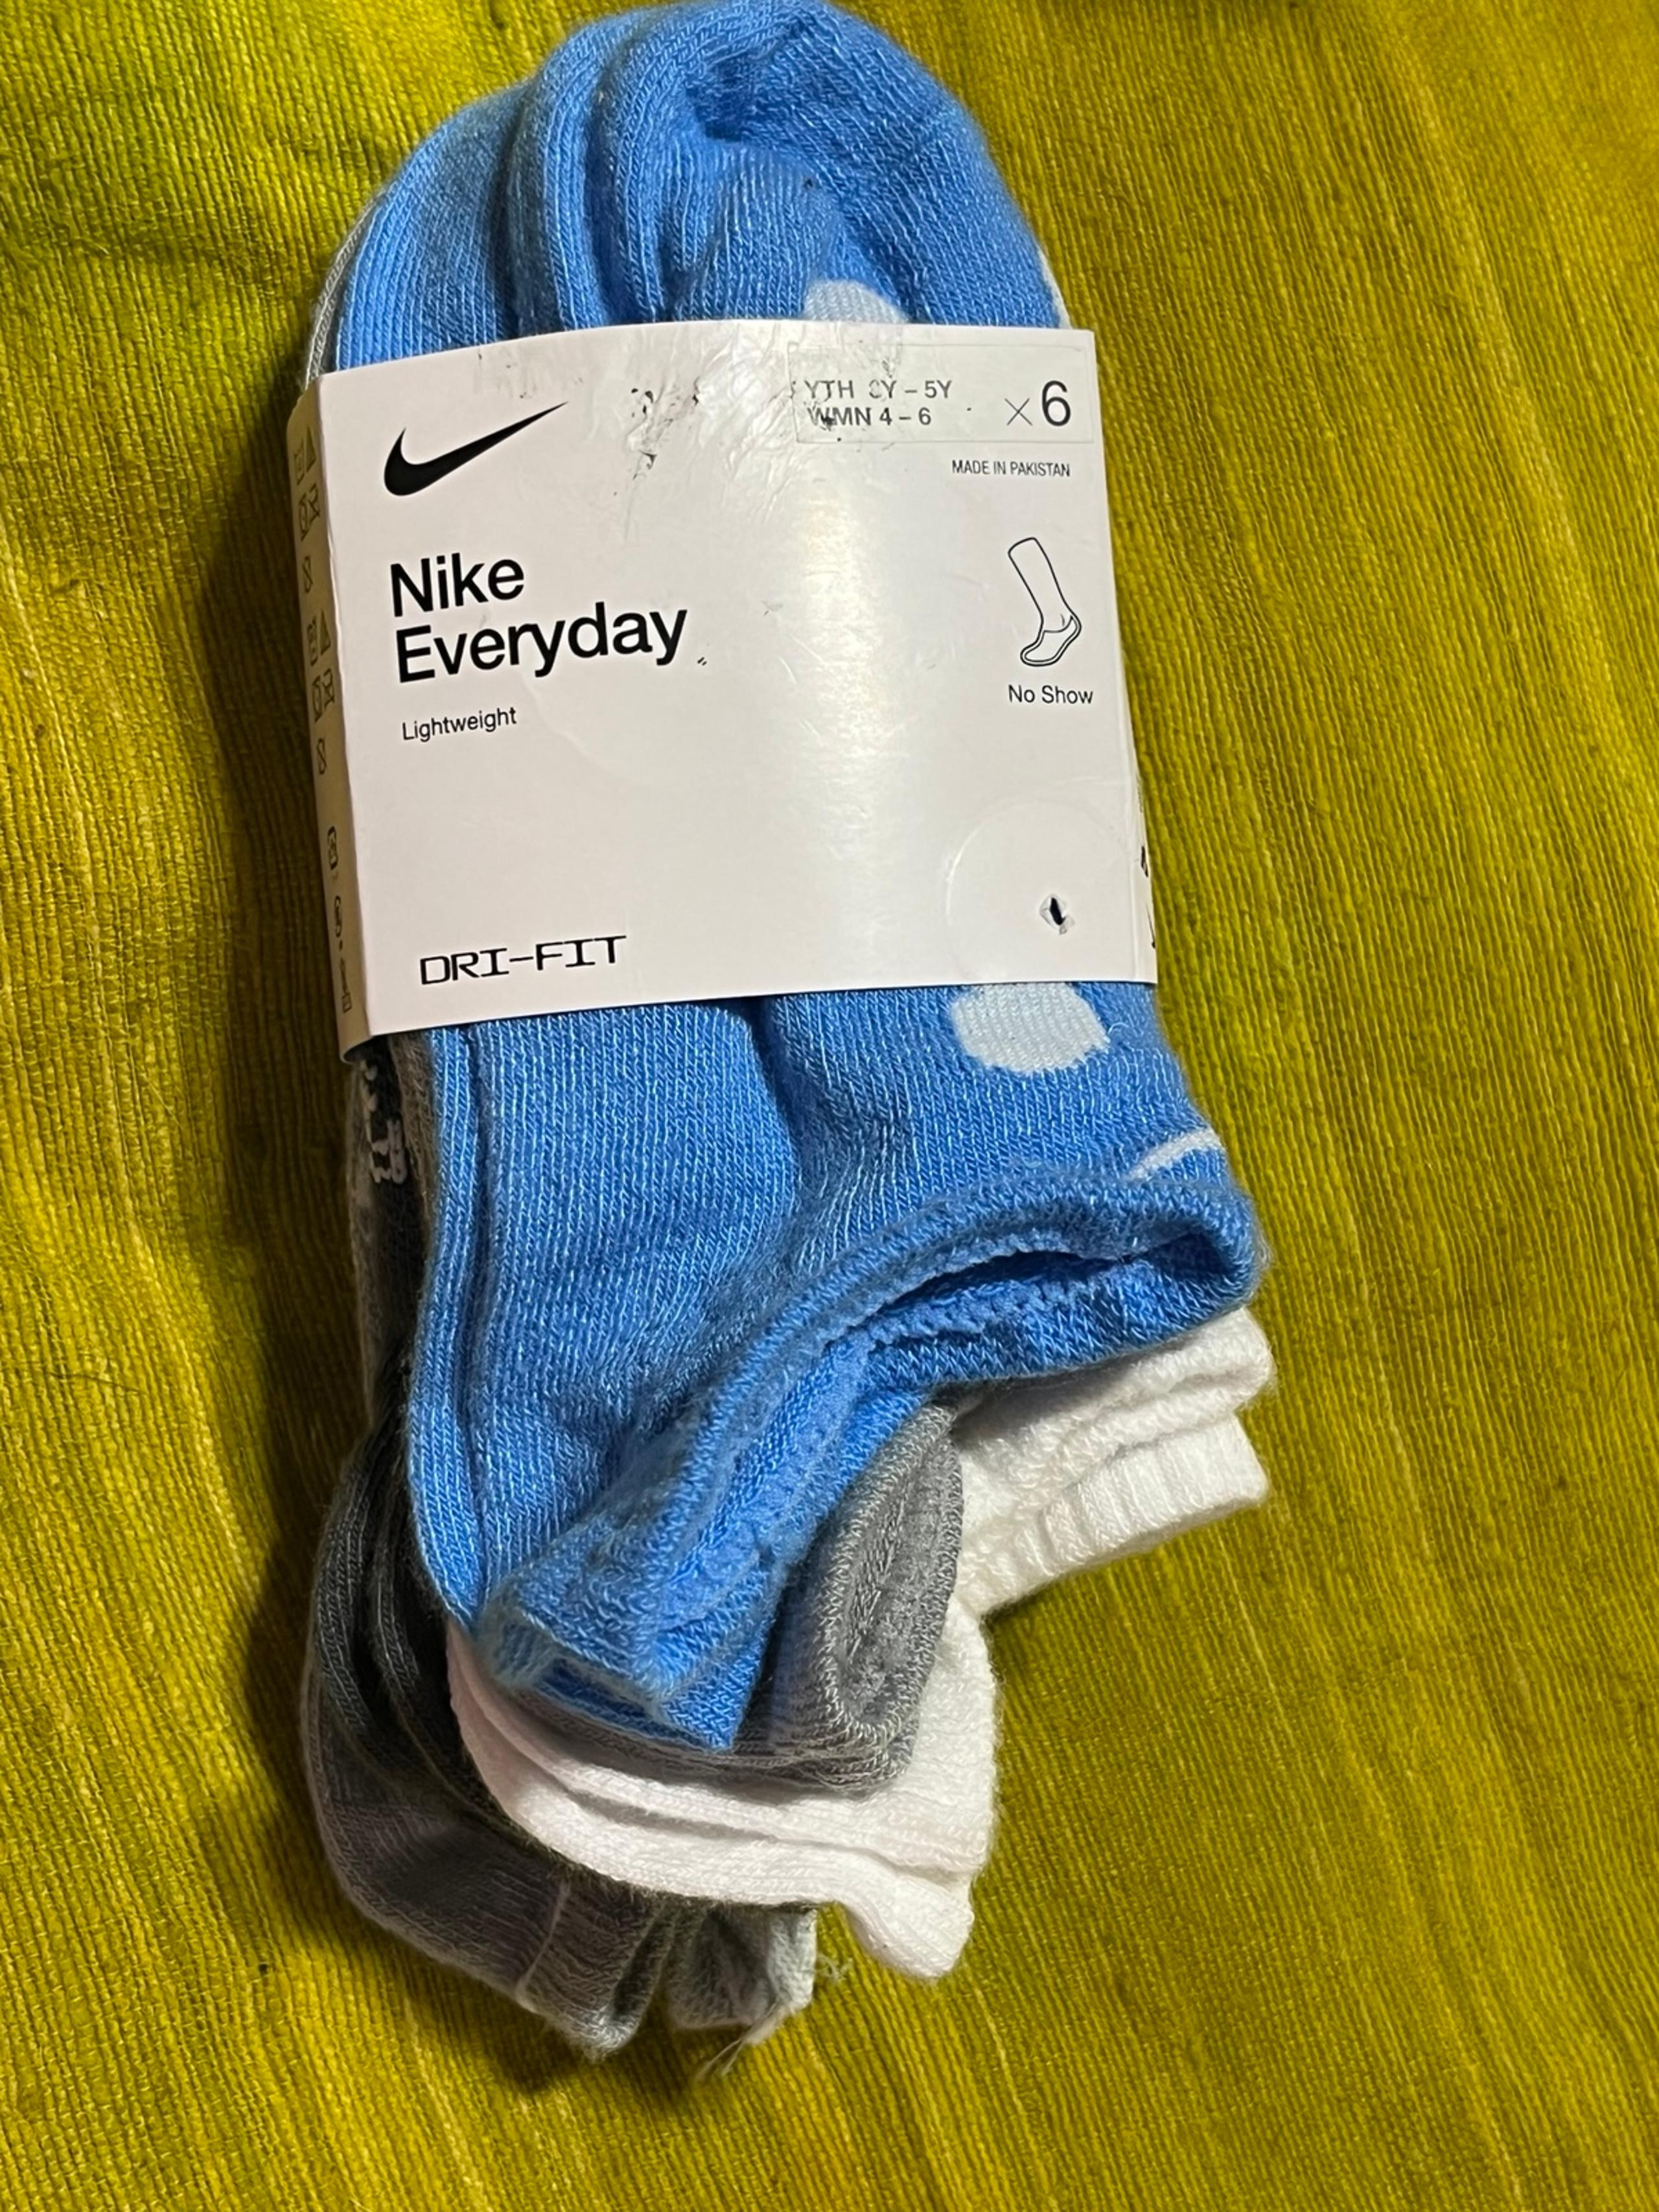 YTH 3Y – 5Y
WMN 4 – 6
×6
MADE IN PAKISTAN
Nike
Everyday
Lightweight
No Show
DRI-FIT